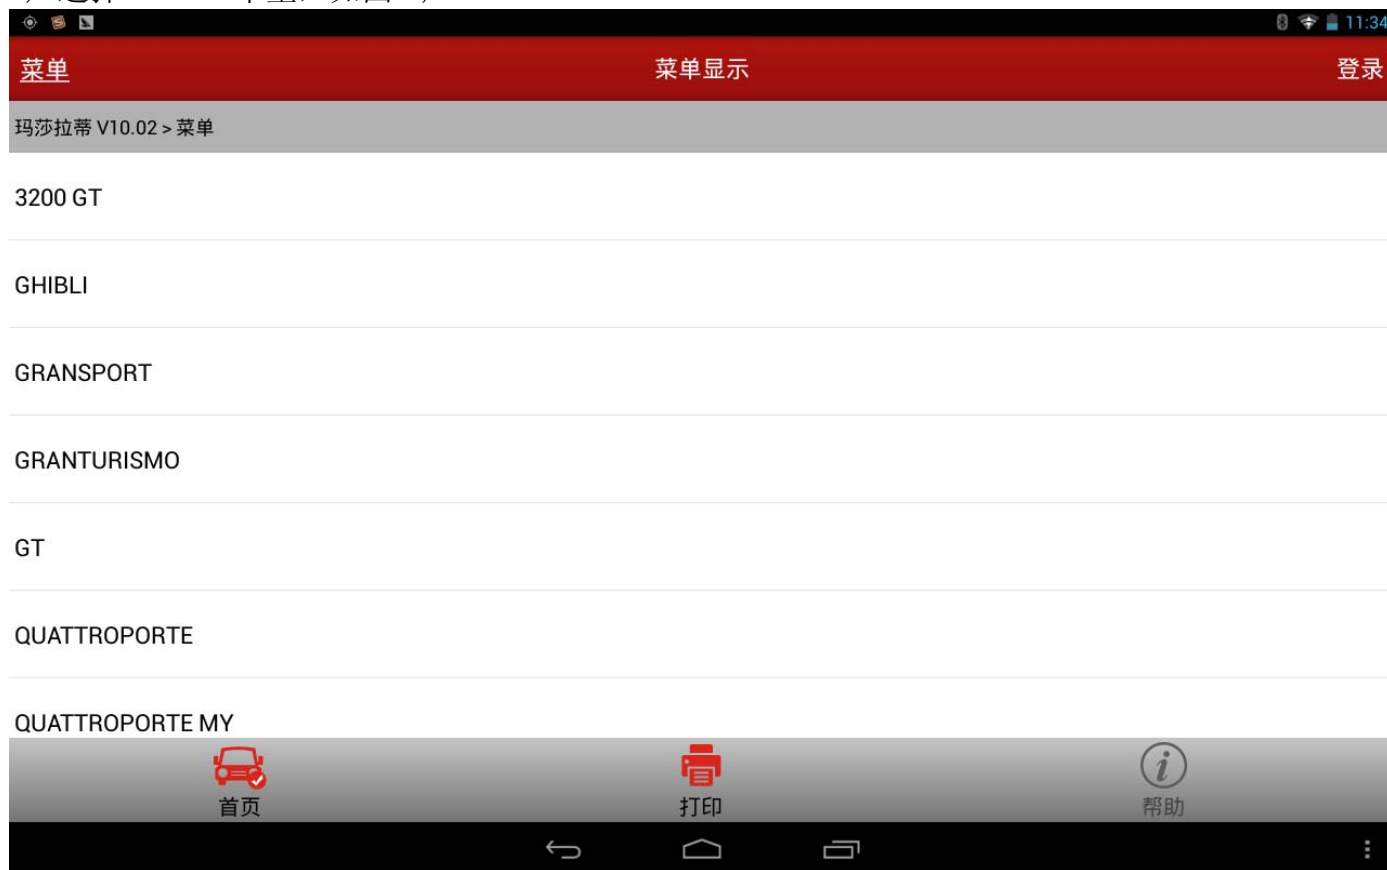 11:34
菜单
菜单显示
登录
玛莎拉蒂 V10.02 > 菜单
3200 GT
GHIBLI
GRANSPORT
GRANTURISMO
GT
QUATTROPORTE
QUATTROPORTE MY
首页
打印
帮助